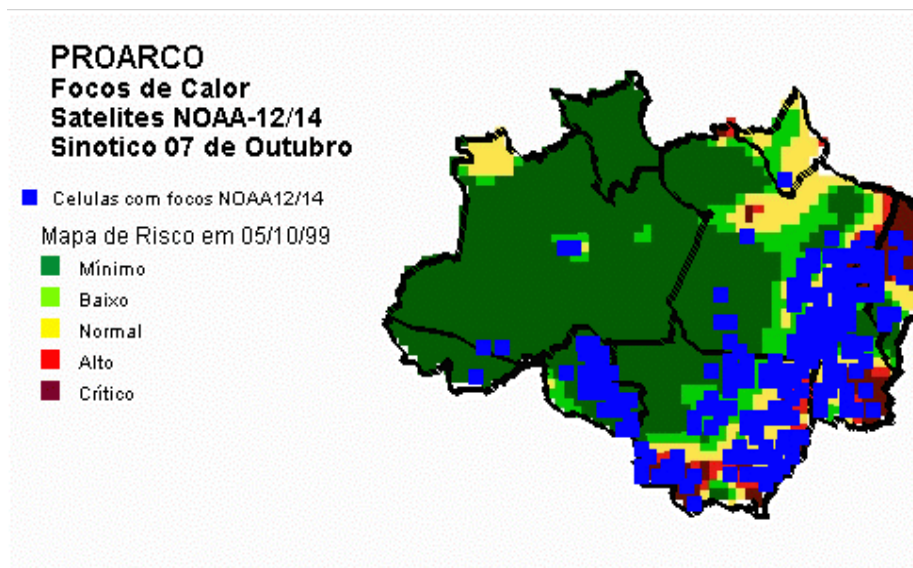 PROARCO
Focos de Calor
Satelites NOAA-12/14
Sinotico 07 de Outubro
Celulas com focos NOAA12/14
Mapa de Risco em 05/10/99
Mínimo
Baixo
Normal
Alto
Crítico